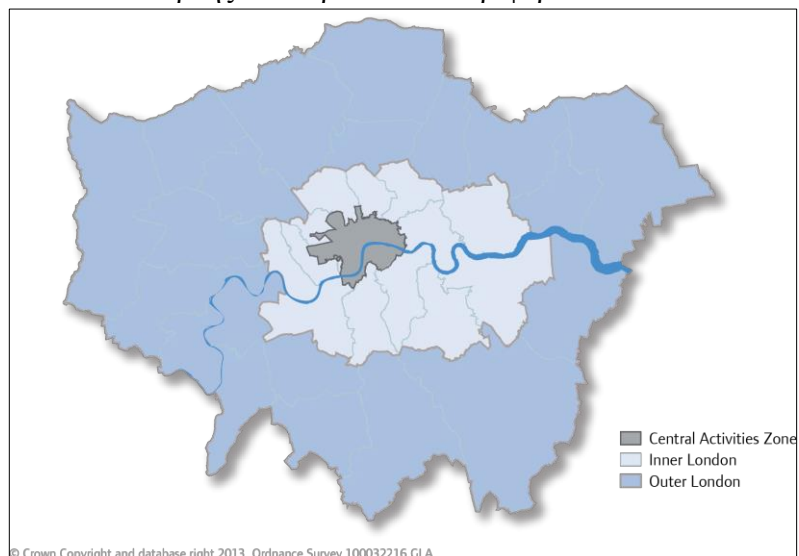 Central Activities Zone
Inner London
Outer London
© Crown Copyright and database right 2013. Ordnance Survey 100032216 GLA